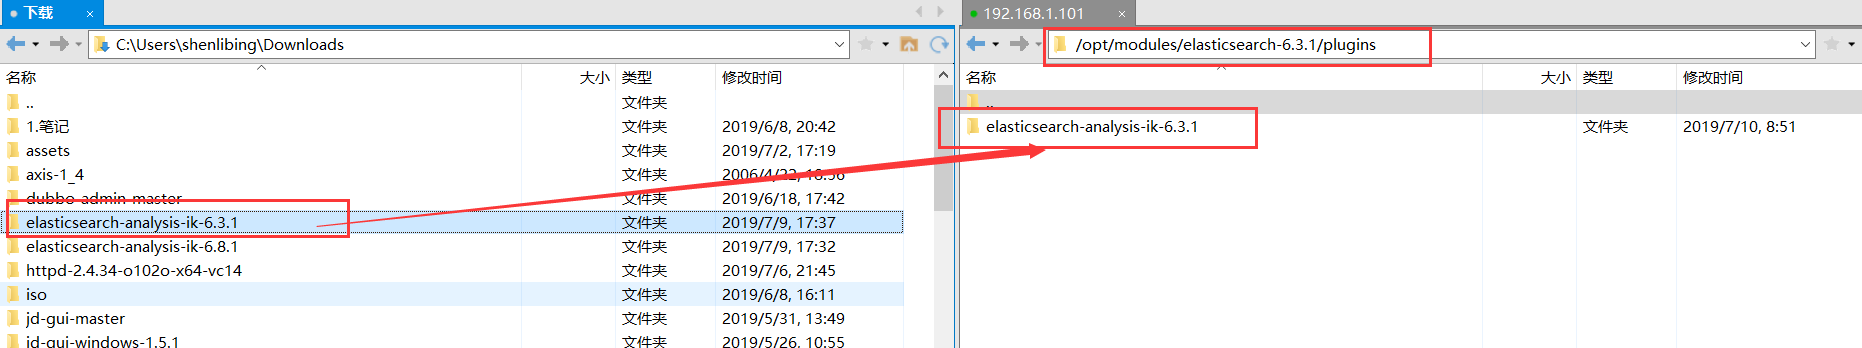 下载
C:\Users\shenlibing\Downloads
名称 大小 类型 修改时间
.. 文件夹
1.笔记 文件夹 2019/6/8, 20:42
assets 文件夹 2019/7/2, 17:19
axis-1_4 文件夹 2006/4/22, 18:56
dubbo-admin-master 文件夹 2019/6/18, 17:42
elasticsearch-analysis-ik-6.3.1 文件夹 2019/7/9, 17:37
elasticsearch-analysis-ik-6.8.1 文件夹 2019/7/9, 17:32
httpd-2.4.34-o102o-x64-vc14 文件夹 2019/7/6, 21:45
iso 文件夹 2019/6/8, 16:11
jd-gui-master 文件夹 2019/5/31, 13:49
jd-gui-windows-1.5.1 文件夹 2019/5/26, 10:55
192.168.1.101
/opt/modules/elasticsearch-6.3.1/plugins
名称 大小 类型 修改时间
..
elasticsearch-analysis-ik-6.3.1 文件夹 2019/7/10, 8:51